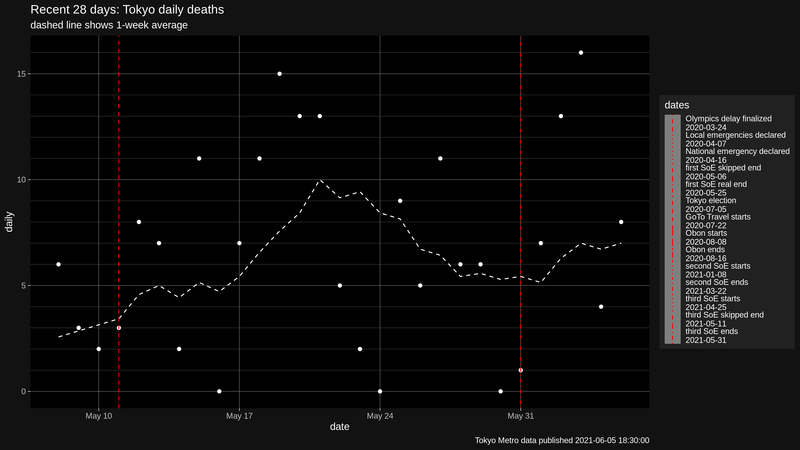 Recent 28 days: Tokyo daily deaths
dashed line shows 1-week average
15
10
5
0
daily
May 10
May 17
May 24
May 31
date
dates
Olympics delay finalized
2020-03-24
Local emergencies declared
2020-04-07
National emergency declared
2020-04-16
first SoE skipped end
2020-05-06
first SoE real end
2020-05-25
Tokyo election
2020-07-05
GoTo Travel starts
2020-07-22
Obon starts
2020-08-08
Obon ends
2020-08-16
second SoE starts
2021-01-08
second SoE ends
2021-03-22
third SoE starts
2021-04-25
third SoE skipped end
2021-05-11
third SoE ends
2021-05-31
Tokyo Metro data published 2021-06-05 18:30:00